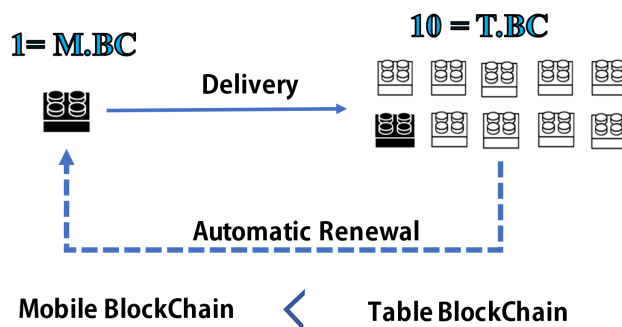 1= M.BC
10 = T.BC
Delivery
Automatic Renewal
Mobile BlockChain < Table BlockChain